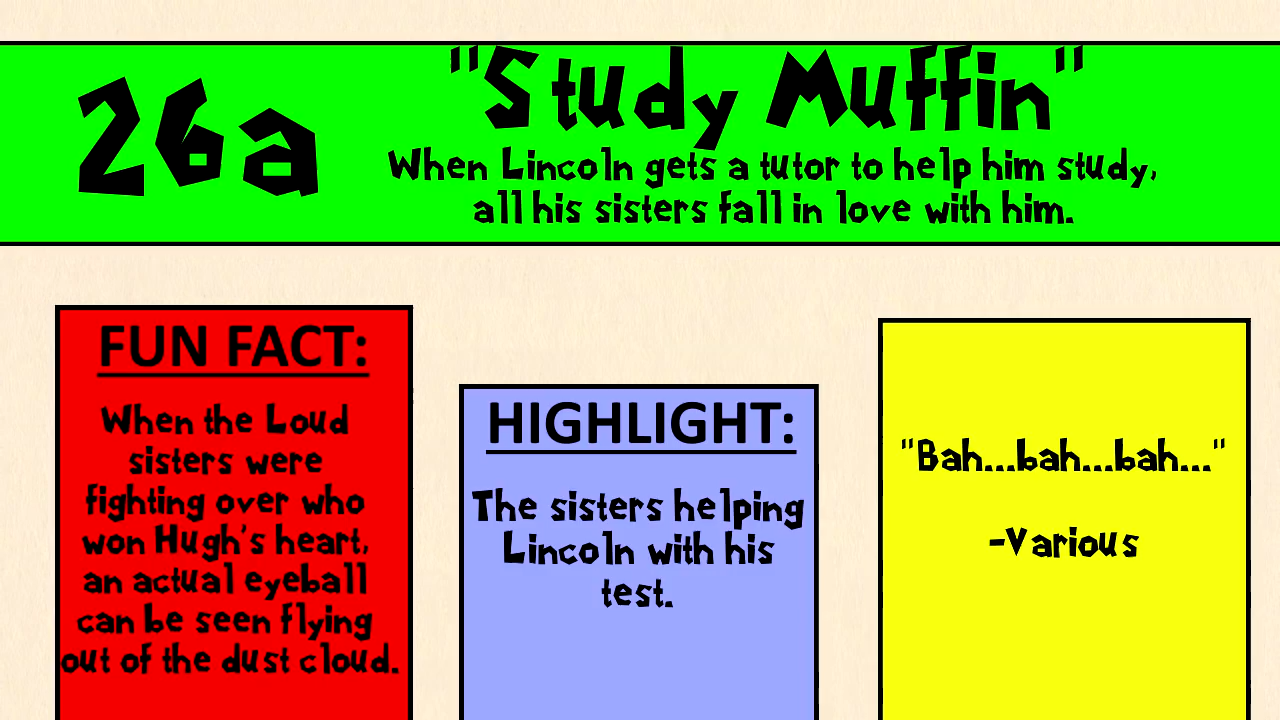 26a
"Study Muffin"
When Lincoln gets a tutor to help him study,
all his sisters fall in love with him.
FUN FACT:
When the Loud
sisters were
fighting over who
won Hugh's heart,
an actual eyeball
can be seen flying
out of the dust cloud.
HIGHLIGHT:
The sisters helping
Lincoln with his
test.
"Bah...bah...bah..."
-Various